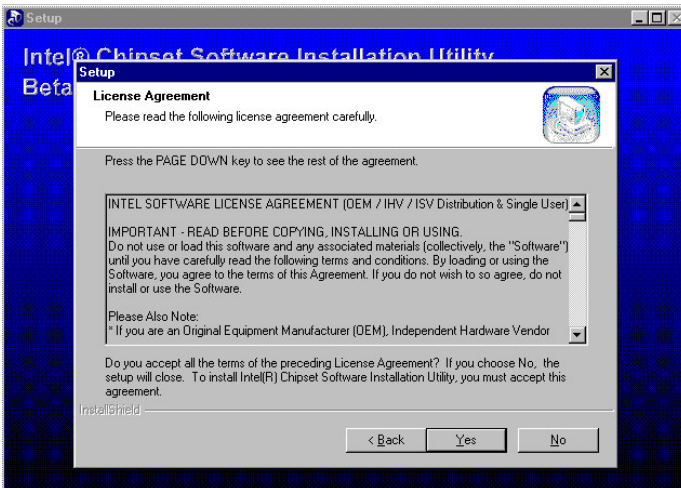 Setup
Intel® Chipset Software Installation Utility
Beta
Setup
License Agreement
Please read the following license agreement carefully.
Press the PAGE DOWN key to see the rest of the agreement.
INTEL SOFTWARE LICENSE AGREEMENT (OEM / IHV / ISV Distribution & Single User)
IMPORTANT - READ BEFORE COPYING, INSTALLING OR USING.
Do not use or load this software and any associated materials (collectively, the "Software")
until you have carefully read the following terms and conditions. By loading or using the
Software, you agree to the terms of this Agreement. If you do not wish to so agree, do not
install or use the Software.
Please Also Note:
* If you are an Original Equipment Manufacturer (OEM), Independent Hardware Vendor
Do you accept all the terms of the preceding License Agreement? If you choose No, the
setup will close. To install Intel(R) Chipset Software Installation Utility, you must accept this
agreement.
InstallShield
< Back Yes No